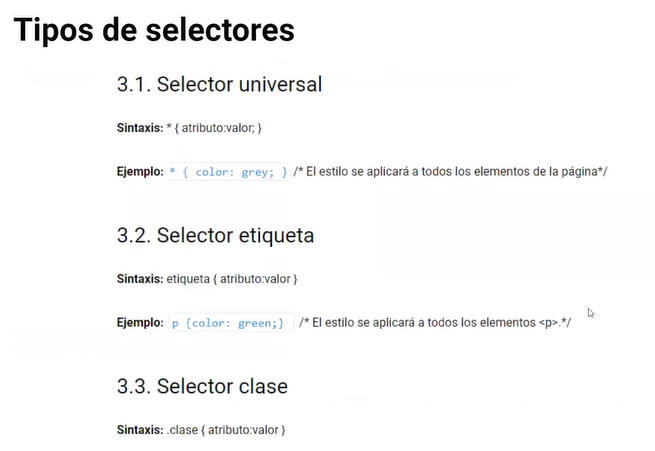 Tipos de selectores
3.1. Selector universal
Sintaxis: * { atributo:valor; }
Ejemplo: * { color: grey; } /* El estilo se aplicará a todos los elementos de la página*/
3.2. Selector etiqueta
Sintaxis: etiqueta { atributo:valor }
Ejemplo: p {color: green;} /* El estilo se aplicará a todos los elementos <p>.*/
3.3. Selector clase
Sintaxis: .clase { atributo:valor }